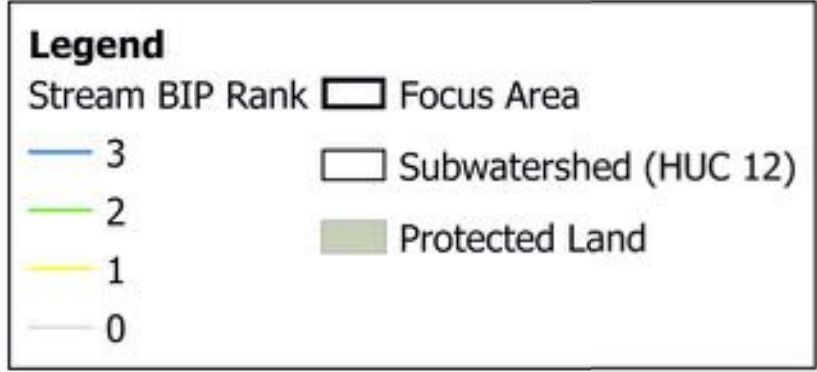 Legend
Stream BIP Rank
3
2
1
0
Focus Area
Subwatershed (HUC 12)
Protected Land